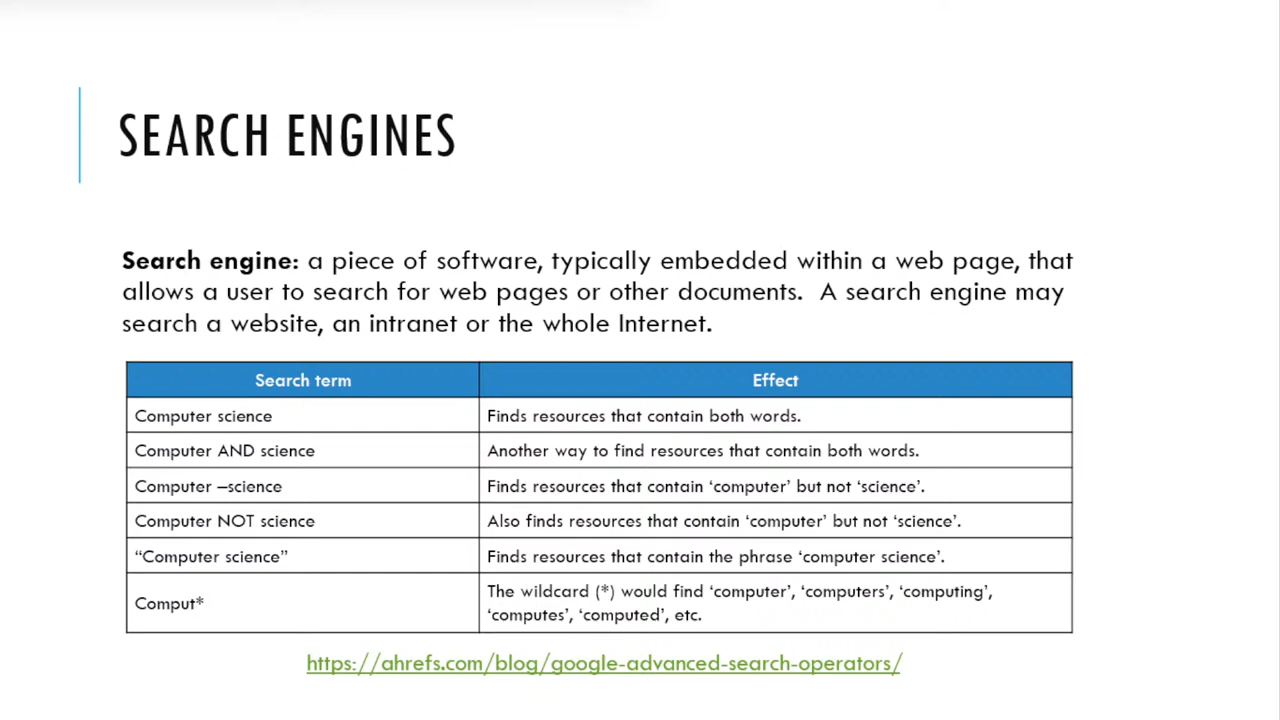 SEARCH ENGINES
Search engine: a piece of software, typically embedded within a web page, that
allows a user to search for web pages or other documents.  A search engine may
search a website, an intranet or the whole Internet.
Search term
Effect
Computer science
Finds resources that contain both words.
Computer AND science
Another way to find resources that contain both words.
Computer –science
Finds resources that contain ‘computer’ but not ‘science’.
Computer NOT science
Also finds resources that contain ‘computer’ but not ‘science’.
“Computer science”
Finds resources that contain the phrase ‘computer science’.
Comput*
The wildcard (*) would find ‘computer’, ‘computers’, ‘computing’,
‘computes’, ‘computed’, etc.
https://ahrefs.com/blog/google-advanced-search-operators/